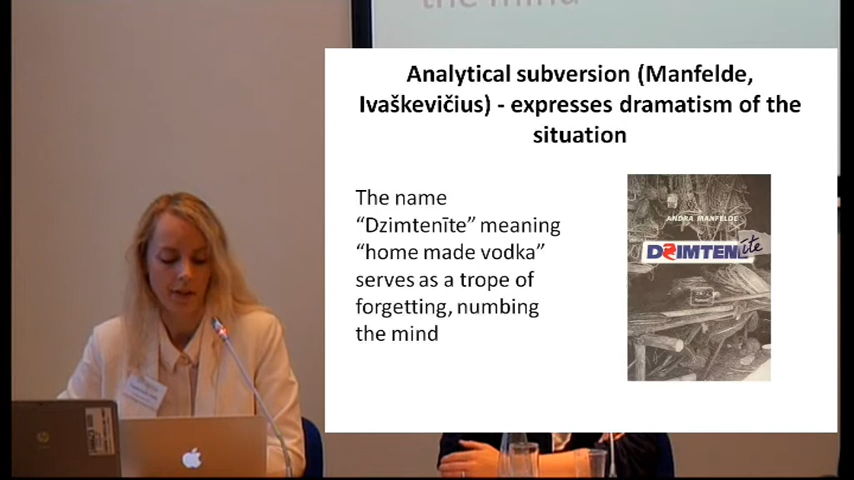 the mind
Analytical subversion (Manfelde,
Ivaškevičius) - expresses dramatism of the
situation
The name
“Dzimtenīte” meaning
“home made vodka”
serves as a trope of
forgetting, numbing
the mind
ANDRA MANFELDE
DZIMTENīte
hp